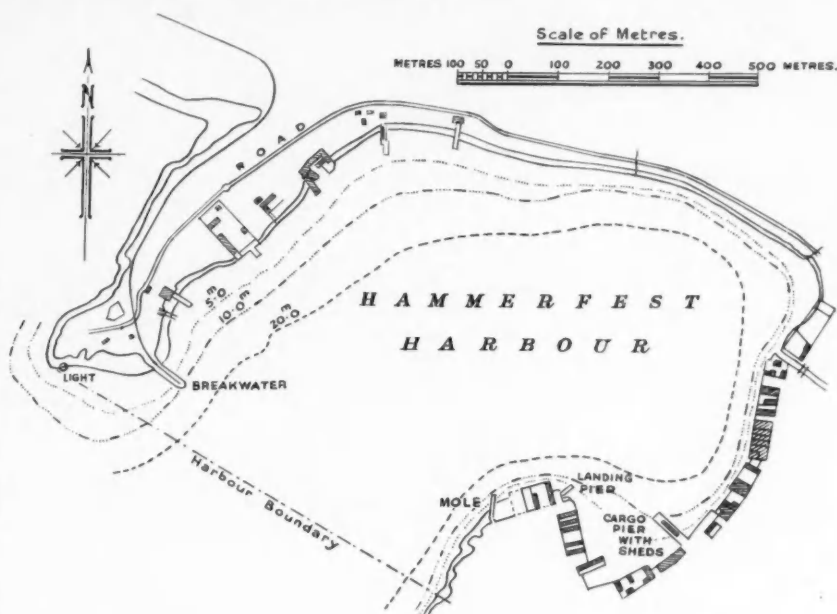 Scale of Metres.
METRES 100 50 0 100 200 300 400 500 METRES.
N
ROAD
5·0 m
10·0 m
20·0 m
HAMMERFEST
HARBOUR
LIGHT
BREAKWATER
Harbour Boundary
MOLE
LANDING
PIER
CARGO
PIER
WITH
SHEDS